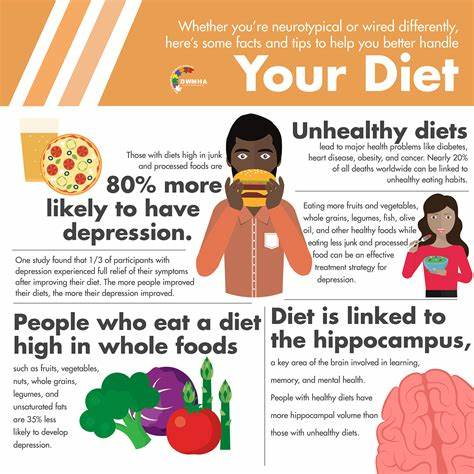 Whether you're neurotypical or wired differently,
here's some facts and tips to help you better handle
Your Diet
DWMHA
Those with diets high in junk
and processed foods are
80% more
likely to have
depression.
One study found that 1/3 of participants with
depression experienced full relief of their symptoms
after improving their diet. The more people improved
their diets, the more their depression improved.
Unhealthy diets
lead to major health problems like diabetes,
heart disease, obesity, and cancer. Nearly 20%
of all deaths worldwide can be linked to
unhealthy eating habits.
Eating more fruits and vegetables,
whole grains, legumes, fish, olive
oil, and other healthy foods while
eating less junk and processed
food can be an effective
treatment strategy for
depression.
People who eat a diet
high in whole foods
such as fruits, vegetables,
nuts, whole grains,
legumes, and
unsaturated fats
are 35% less
likely to develop
depression.
Diet is linked to
the hippocampus,
a key area of the brain involved in learning,
memory, and mental health.
People with healthy diets have
more hippocampal volume than
those with unhealthy diets.